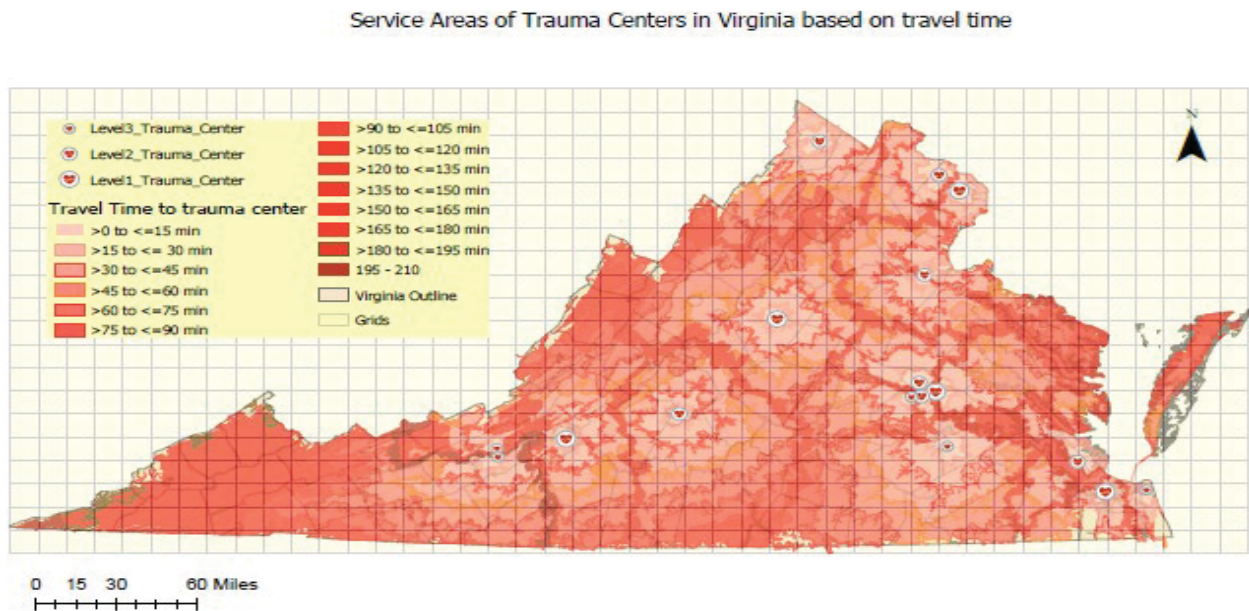 Service Areas of Trauma Centers in Virginia based on travel time
Level3_Trauma_Center
Level2_Trauma_Center
Level1_Trauma_Center
Travel Time to trauma center
>0 to <=15 min
>15 to <= 30 min
>30 to <=45 min
>45 to <=60 min
>60 to <=75 min
>75 to <=90 min
>90 to <=105 min
>105 to <=120 min
>120 to <=135 min
>135 to <=150 min
>150 to <=165 min
>165 to <=180 min
>180 to <=195 min
195 - 210
Virginia Outline
Grids
N
0 15 30 60 Miles